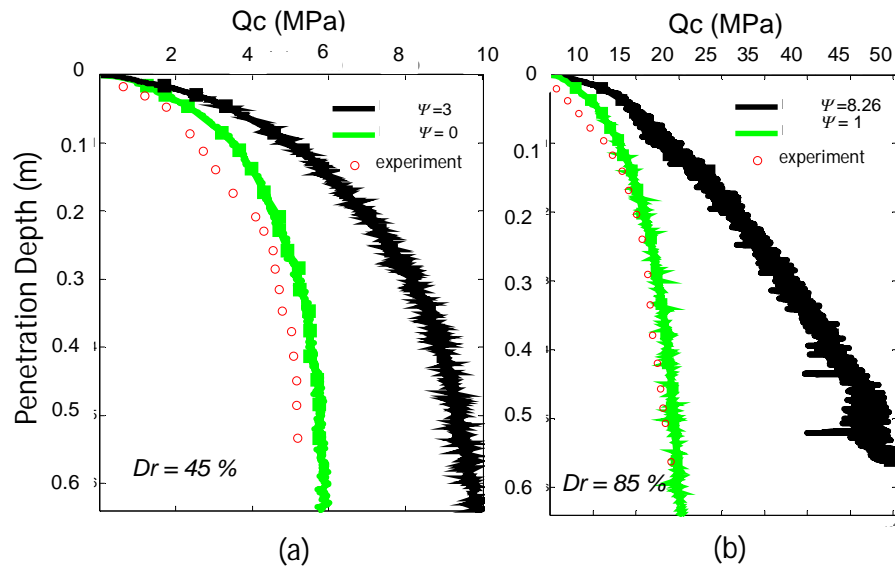 Qc (MPa)
2 4 6 8 10
0
0.1
0.2
0.3
0.4
0.5
0.6
Penetration Depth (m)
Ψ=3
Ψ= 0
experiment
Dr = 45 %
(a)
Qc (MPa)
10 15 20 25 30 35 40 45 50
0
0.1
0.2
0.3
0.4
0.5
0.6
Ψ=8.26
Ψ= 1
experiment
Dr = 85 %
(b)